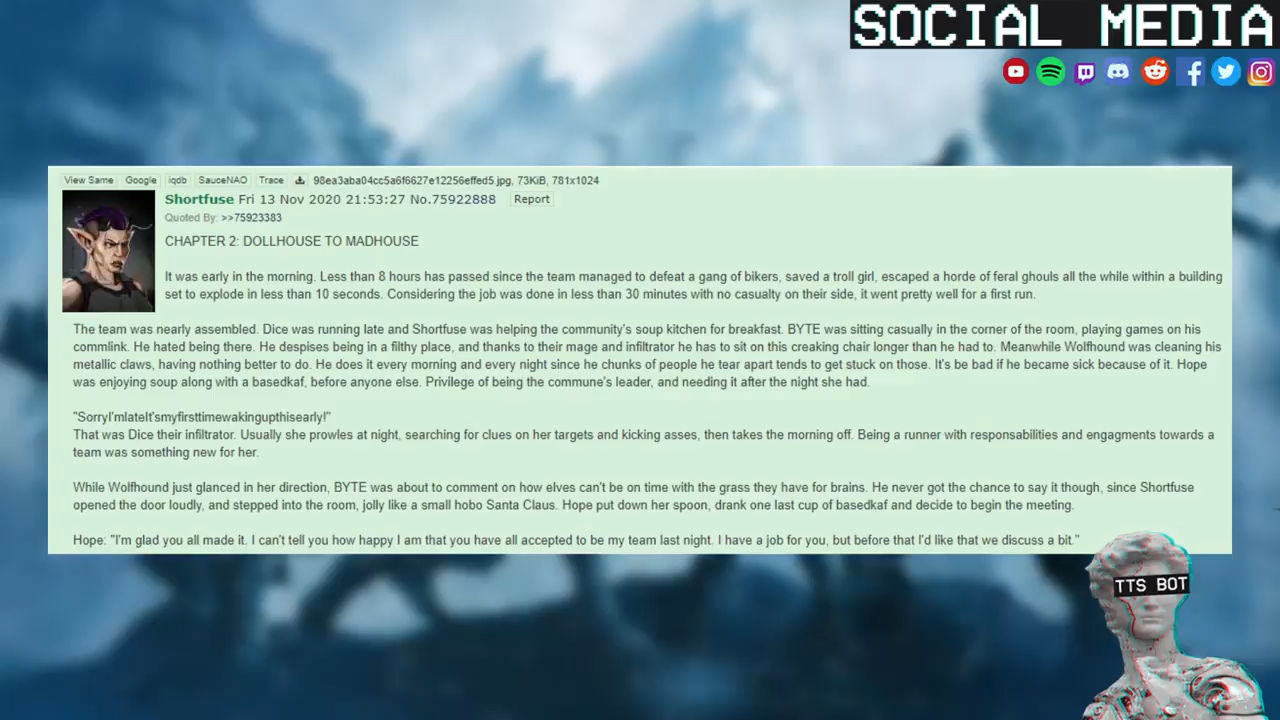 SOCIAL MEDIA
View Same Google iqdb SauceNAO Trace 98ea3aba04cc5a6f6627e12256effed5.jpg, 73KiB, 781x1024
Shortfuse Fri 13 Nov 2020 21:53:27 No.75922888 Report
Quoted By: >>75923383
CHAPTER 2: DOLLHOUSE TO MADHOUSE
It was early in the morning. Less than 8 hours has passed since the team managed to defeat a gang of bikers, saved a troll girl, escaped a horde of feral ghouls all the while within a building
set to explode in less than 10 seconds. Considering the job was done in less than 30 minutes with no casualty on their side, it went pretty well for a first run.
The team was nearly assembled. Dice was running late and Shortfuse was helping the community's soup kitchen for breakfast. BYTE was sitting casually in the corner of the room, playing games on his
commlink. He hated being there. He despises being in a filthy place, and thanks to their mage and infiltrator he has to sit on this creaking chair longer than he had to. Meanwhile Wolfhound was cleaning his
metallic claws, having nothing better to do. He does it every morning and every night since he chunks of people he tear apart tends to get stuck on those. It's be bad if he became sick because of it. Hope
was enjoying soup along with a basedkaf, before anyone else. Privilege of being the commune's leader, and needing it after the night she had.
"SorryI'mlateIt'smyfirsttimewakingupthisearly!"
That was Dice their infiltrator. Usually she prowles at night, searching for clues on her targets and kicking asses, then takes the morning off. Being a runner with responsabilities and engagments towards a
team was something new for her.
While Wolfhound just glanced in her direction, BYTE was about to comment on how elves can't be on time with the grass they have for brains. He never got the chance to say it though, since Shortfuse
opened the door loudly, and stepped into the room, jolly like a small hobo Santa Claus. Hope put down her spoon, drank one last cup of basedkaf and decide to begin the meeting.
Hope: "I'm glad you all made it. I can't tell you how happy I am that you have all accepted to be my team last night. I have a job for you, but before that I'd like that we discuss a bit."
TTS BOT